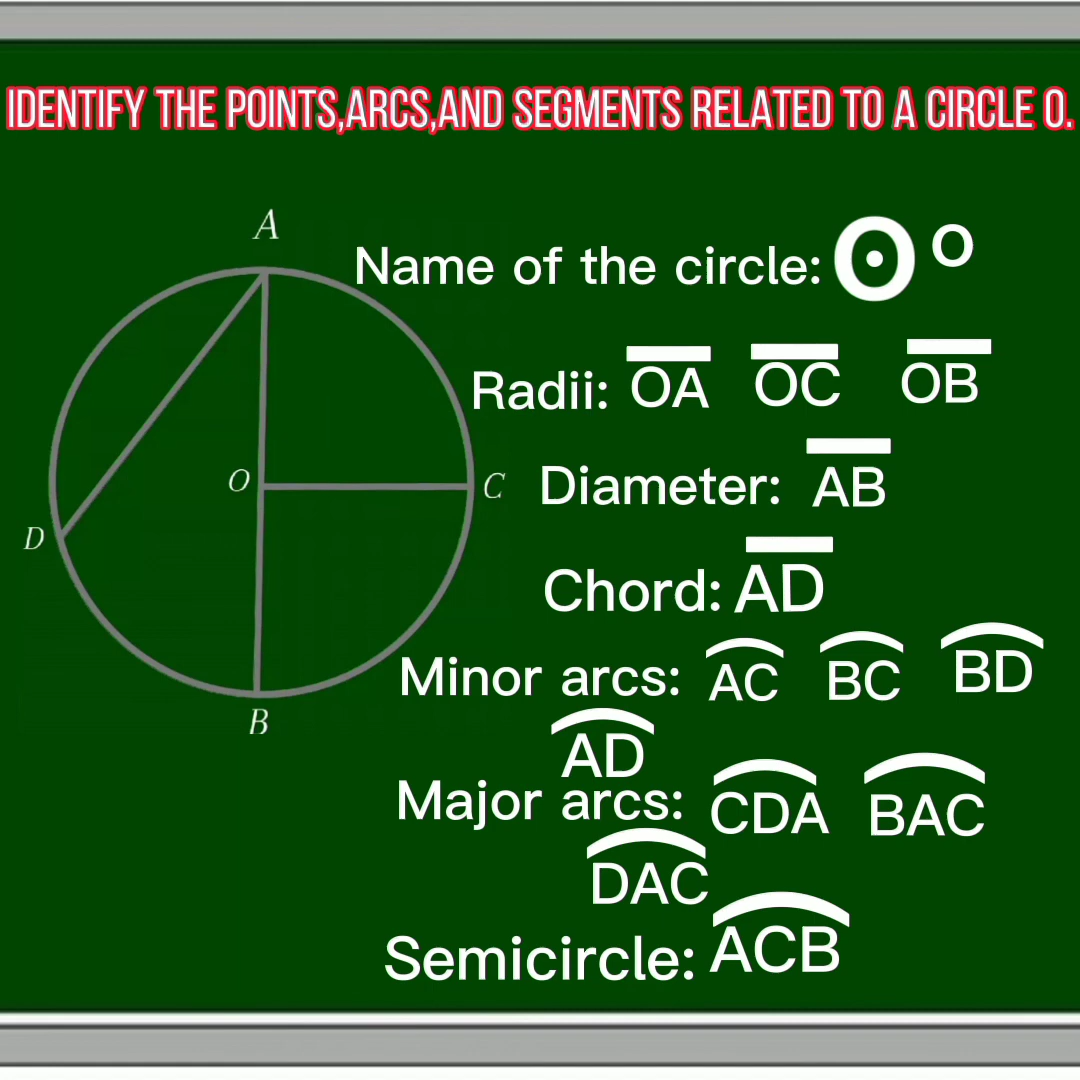 IDENTIFY THE POINTS,ARCS,AND SEGMENTS RELATED TO A CIRCLE O.
A
Name of the circle: ⊙ O
Radii: OA OC OB
O
C
Diameter: AB
D
Chord: AD
Minor arcs: AC BC BD
B
AD
Major arcs: CDA BAC
DAC
Semicircle: ACB